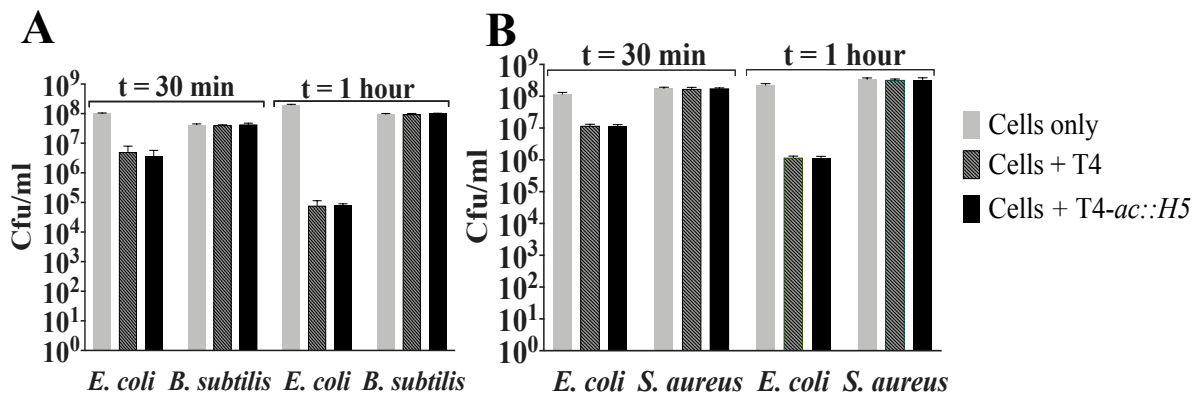 A
t = 30 min
t = 1 hour
Cfu/ml
10⁹
10⁸
10⁷
10⁶
10⁵
10⁴
10³
10²
10¹
10⁰
E. coli B. subtilis E. coli B. subtilis
B
t = 30 min
t = 1 hour
Cfu/ml
10⁹
10⁸
10⁷
10⁶
10⁵
10⁴
10³
10²
10¹
10⁰
E. coli S. aureus E. coli S. aureus
Cells only
Cells + T4
Cells + T4-ac::H5